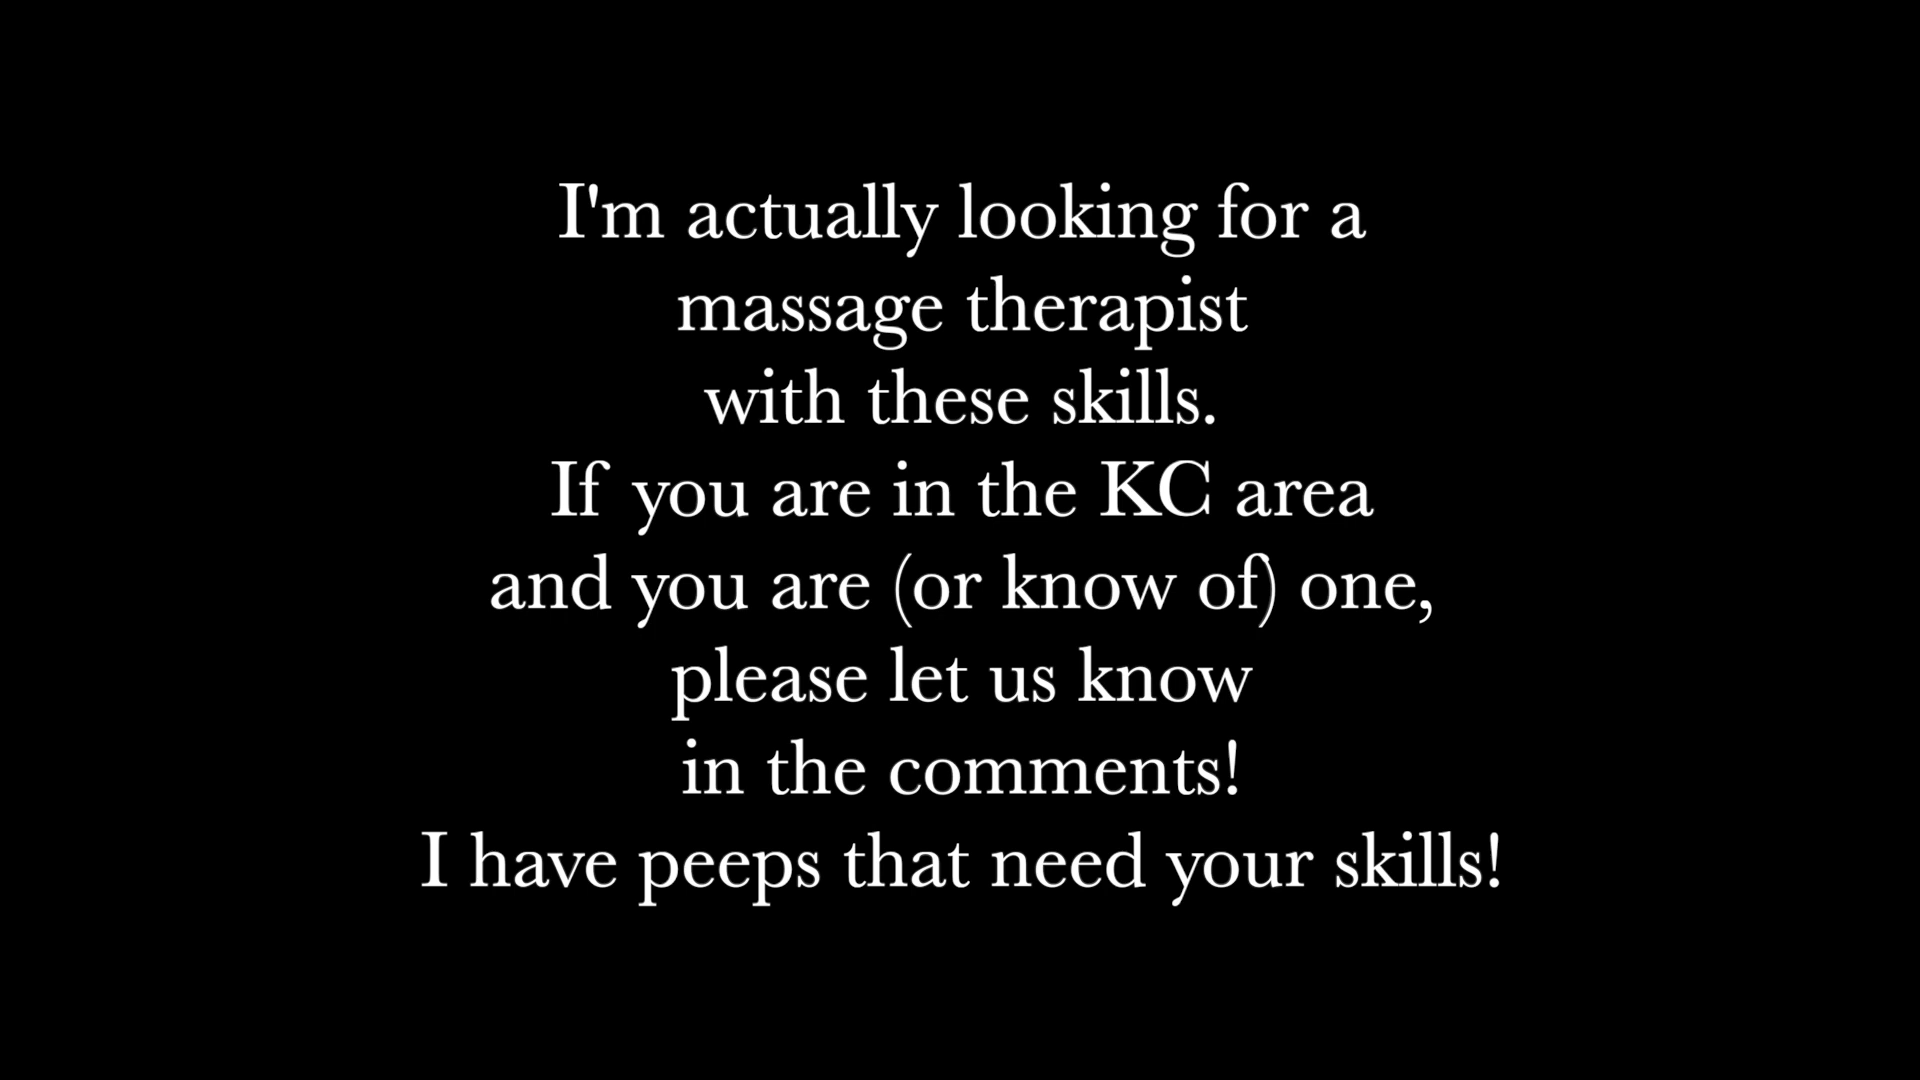 I'm actually looking for a
massage therapist
with these skills.
If you are in the KC area
and you are (or know of) one,
please let us know
in the comments!
I have peeps that need your skills!